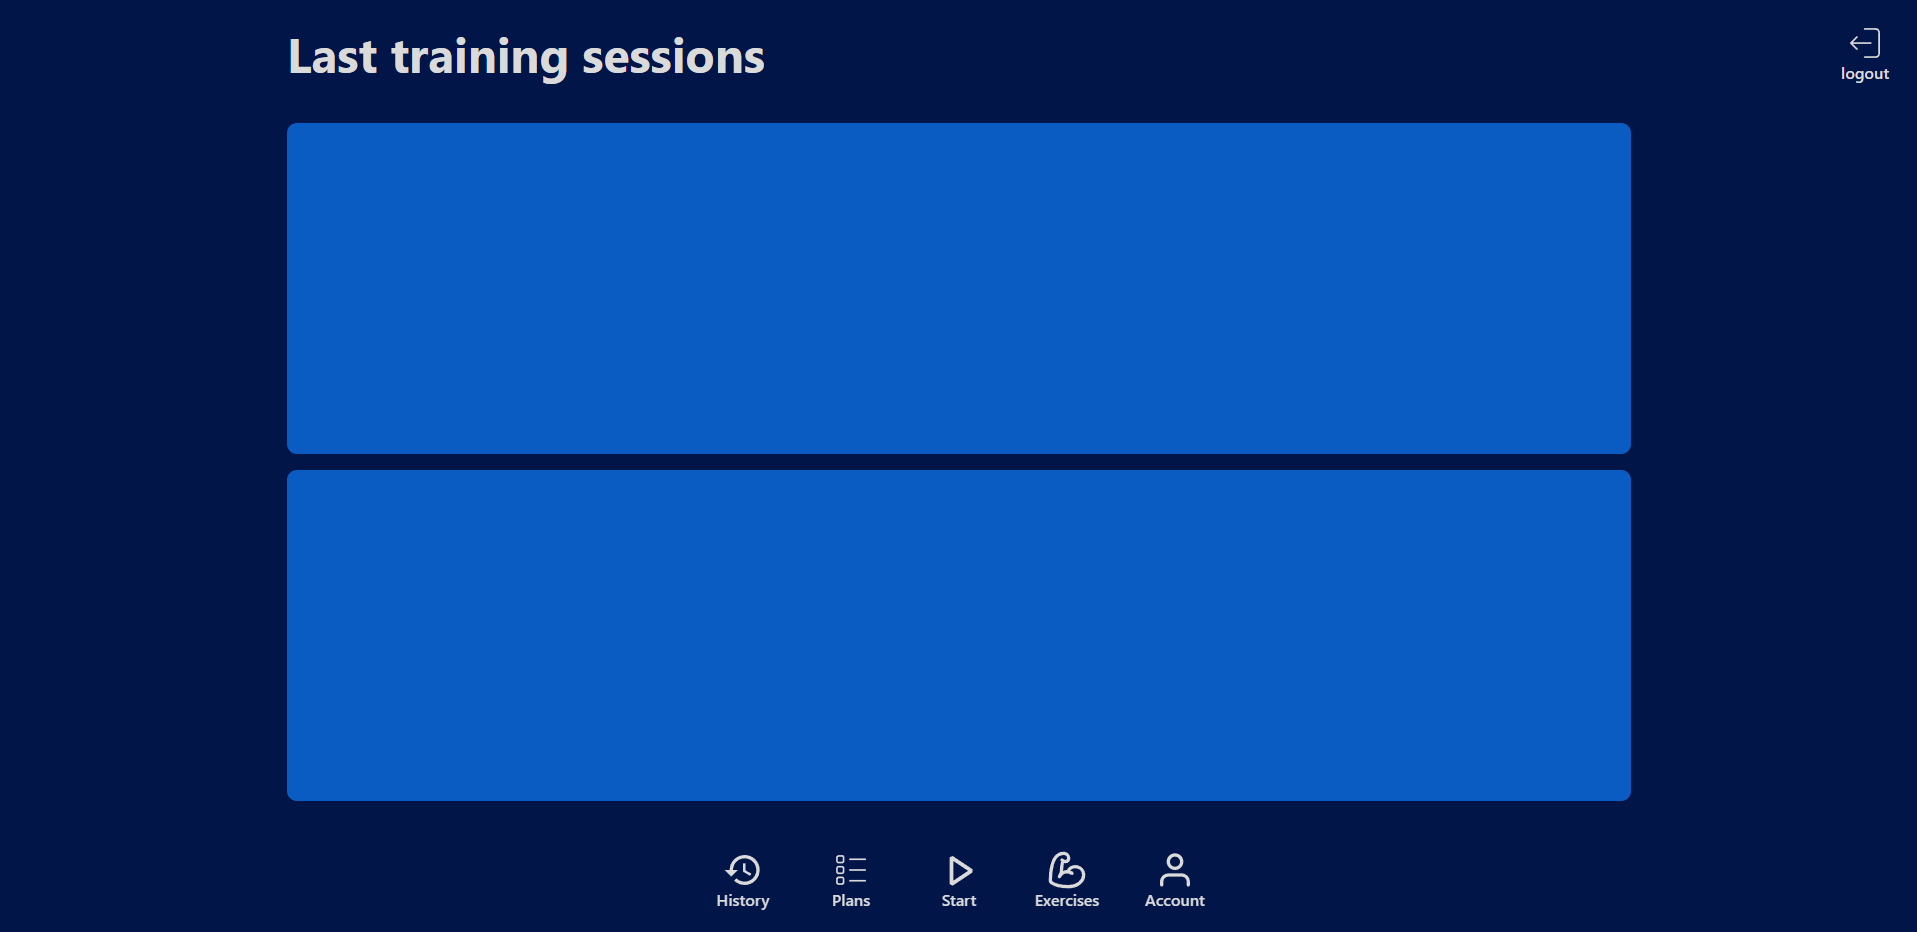 Last training sessions
logout
History
Plans
Start
Exercises
Account